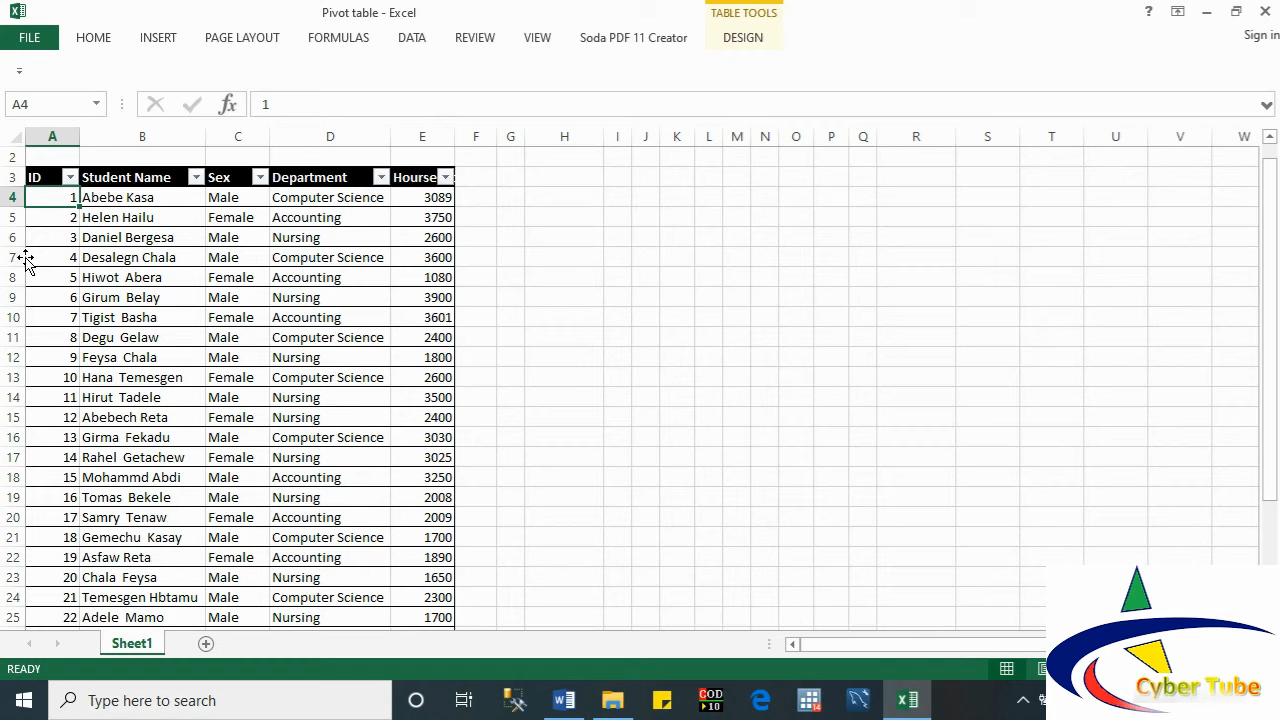 Pivot table - Excel
TABLE TOOLS
?
FILE HOME INSERT PAGE LAYOUT FORMULAS DATA REVIEW VIEW Soda PDF 11 Creator DESIGN
Sign in
A4 fx 1
A B C D E F G H I J K L M N O P Q R S T U V W
2
3 ID Student Name Sex Department Hourse
4 1 Abebe Kasa Male Computer Science 3089
5 2 Helen Hailu Female Accounting 3750
6 3 Daniel Bergesa Male Nursing 2600
7 4 Desalegn Chala Male Computer Science 3600
8 5 Hiwot Abera Female Accounting 1080
9 6 Girum Belay Male Nursing 3900
10 7 Tigist Basha Female Accounting 3601
11 8 Degu Gelaw Male Computer Science 2400
12 9 Feysa Chala Male Nursing 1800
13 10 Hana Temesgen Female Computer Science 2600
14 11 Hirut Tadele Male Nursing 3500
15 12 Abebech Reta Female Nursing 2400
16 13 Girma Fekadu Male Computer Science 3030
17 14 Rahel Getachew Female Nursing 3025
18 15 Mohammd Abdi Male Accounting 3250
19 16 Tomas Bekele Male Nursing 2008
20 17 Samry Tenaw Female Accounting 2009
21 18 Gemechu Kasay Male Computer Science 1700
22 19 Asfaw Reta Female Accounting 1890
23 20 Chala Feysa Male Nursing 1650
24 21 Temesgen Hbtamu Male Computer Science 2300
25 22 Adele Mamo Male Nursing 1700
Sheet1
READY
Type here to search
GOD
10
14
Cyber Tube